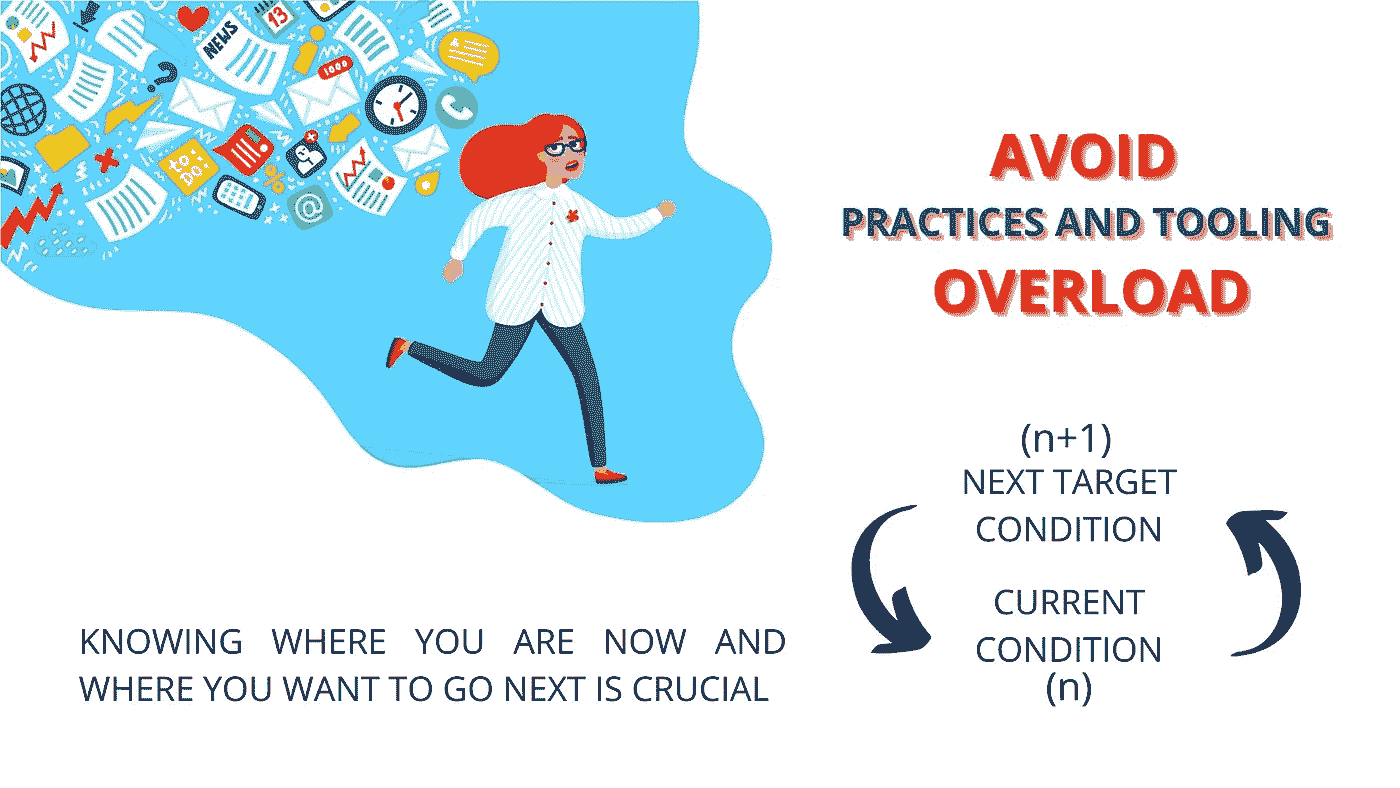 NEWS
13
1000
to
DO:
%
@
?
AVOID
PRACTICES AND TOOLING
OVERLOAD
(n+1)
NEXT TARGET
CONDITION
CURRENT
CONDITION
(n)
KNOWING WHERE YOU ARE NOW AND
WHERE YOU WANT TO GO NEXT IS CRUCIAL